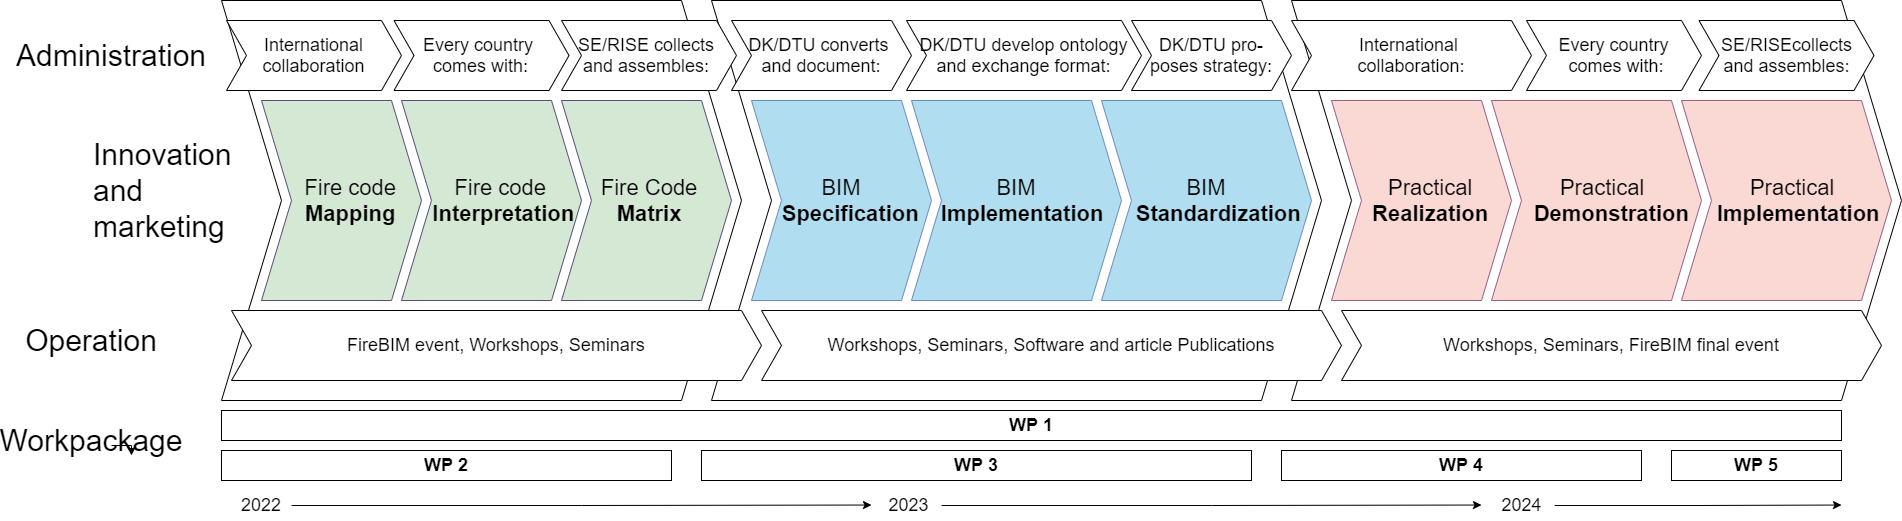 Administration
International
collaboration
Every country
comes with:
SE/RISE collects
and assembles:
DK/DTU converts
and document:
DK/DTU develop ontology
and exchange format:
DK/DTU pro-
poses strategy:
International
collaboration:
Every country
comes with:
SE/RISEcollects
and assembles:
Innovation
and
marketing
Fire code
Mapping
Fire code
Interpretation
Fire Code
Matrix
BIM
Specification
BIM
Implementation
BIM
Standardization
Practical
Realization
Practical
Demonstration
Practical
Implementation
Operation
FireBIM event, Workshops, Seminars
Workshops, Seminars, Software and article Publications
Workshops, Seminars, FireBIM final event
Workpackage
WP 1
WP 2
WP 3
WP 4
WP 5
2022
2023
2024